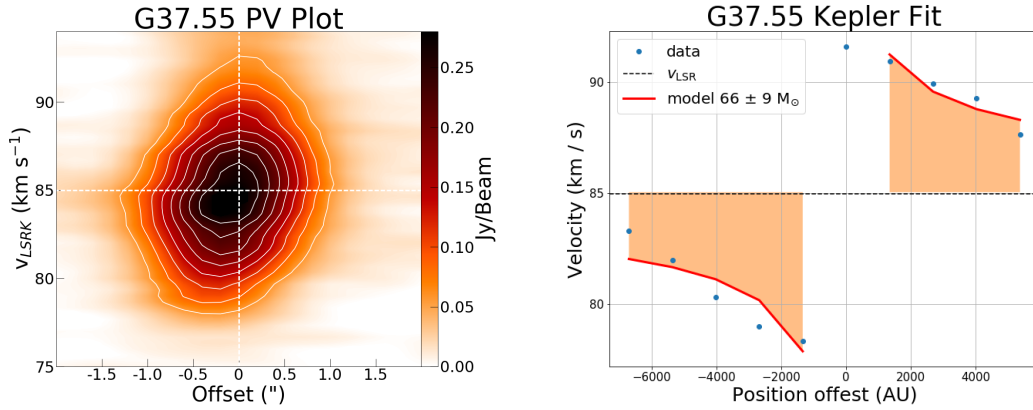 G37.55 PV Plot
90
85
80
75
v_LSRK (km s⁻¹)
-1.5 -1.0 -0.5 0 0.5 1.0 1.5
Offset (")
0.25
0.20
0.15
0.10
0.05
0.00
Jy/Beam
G37.55 Kepler Fit
data
v_LSR
model 66 ± 9 M_⊙
90
85
80
Velocity (km / s)
−6000 −4000 −2000 0 2000 4000
Position offest (AU)